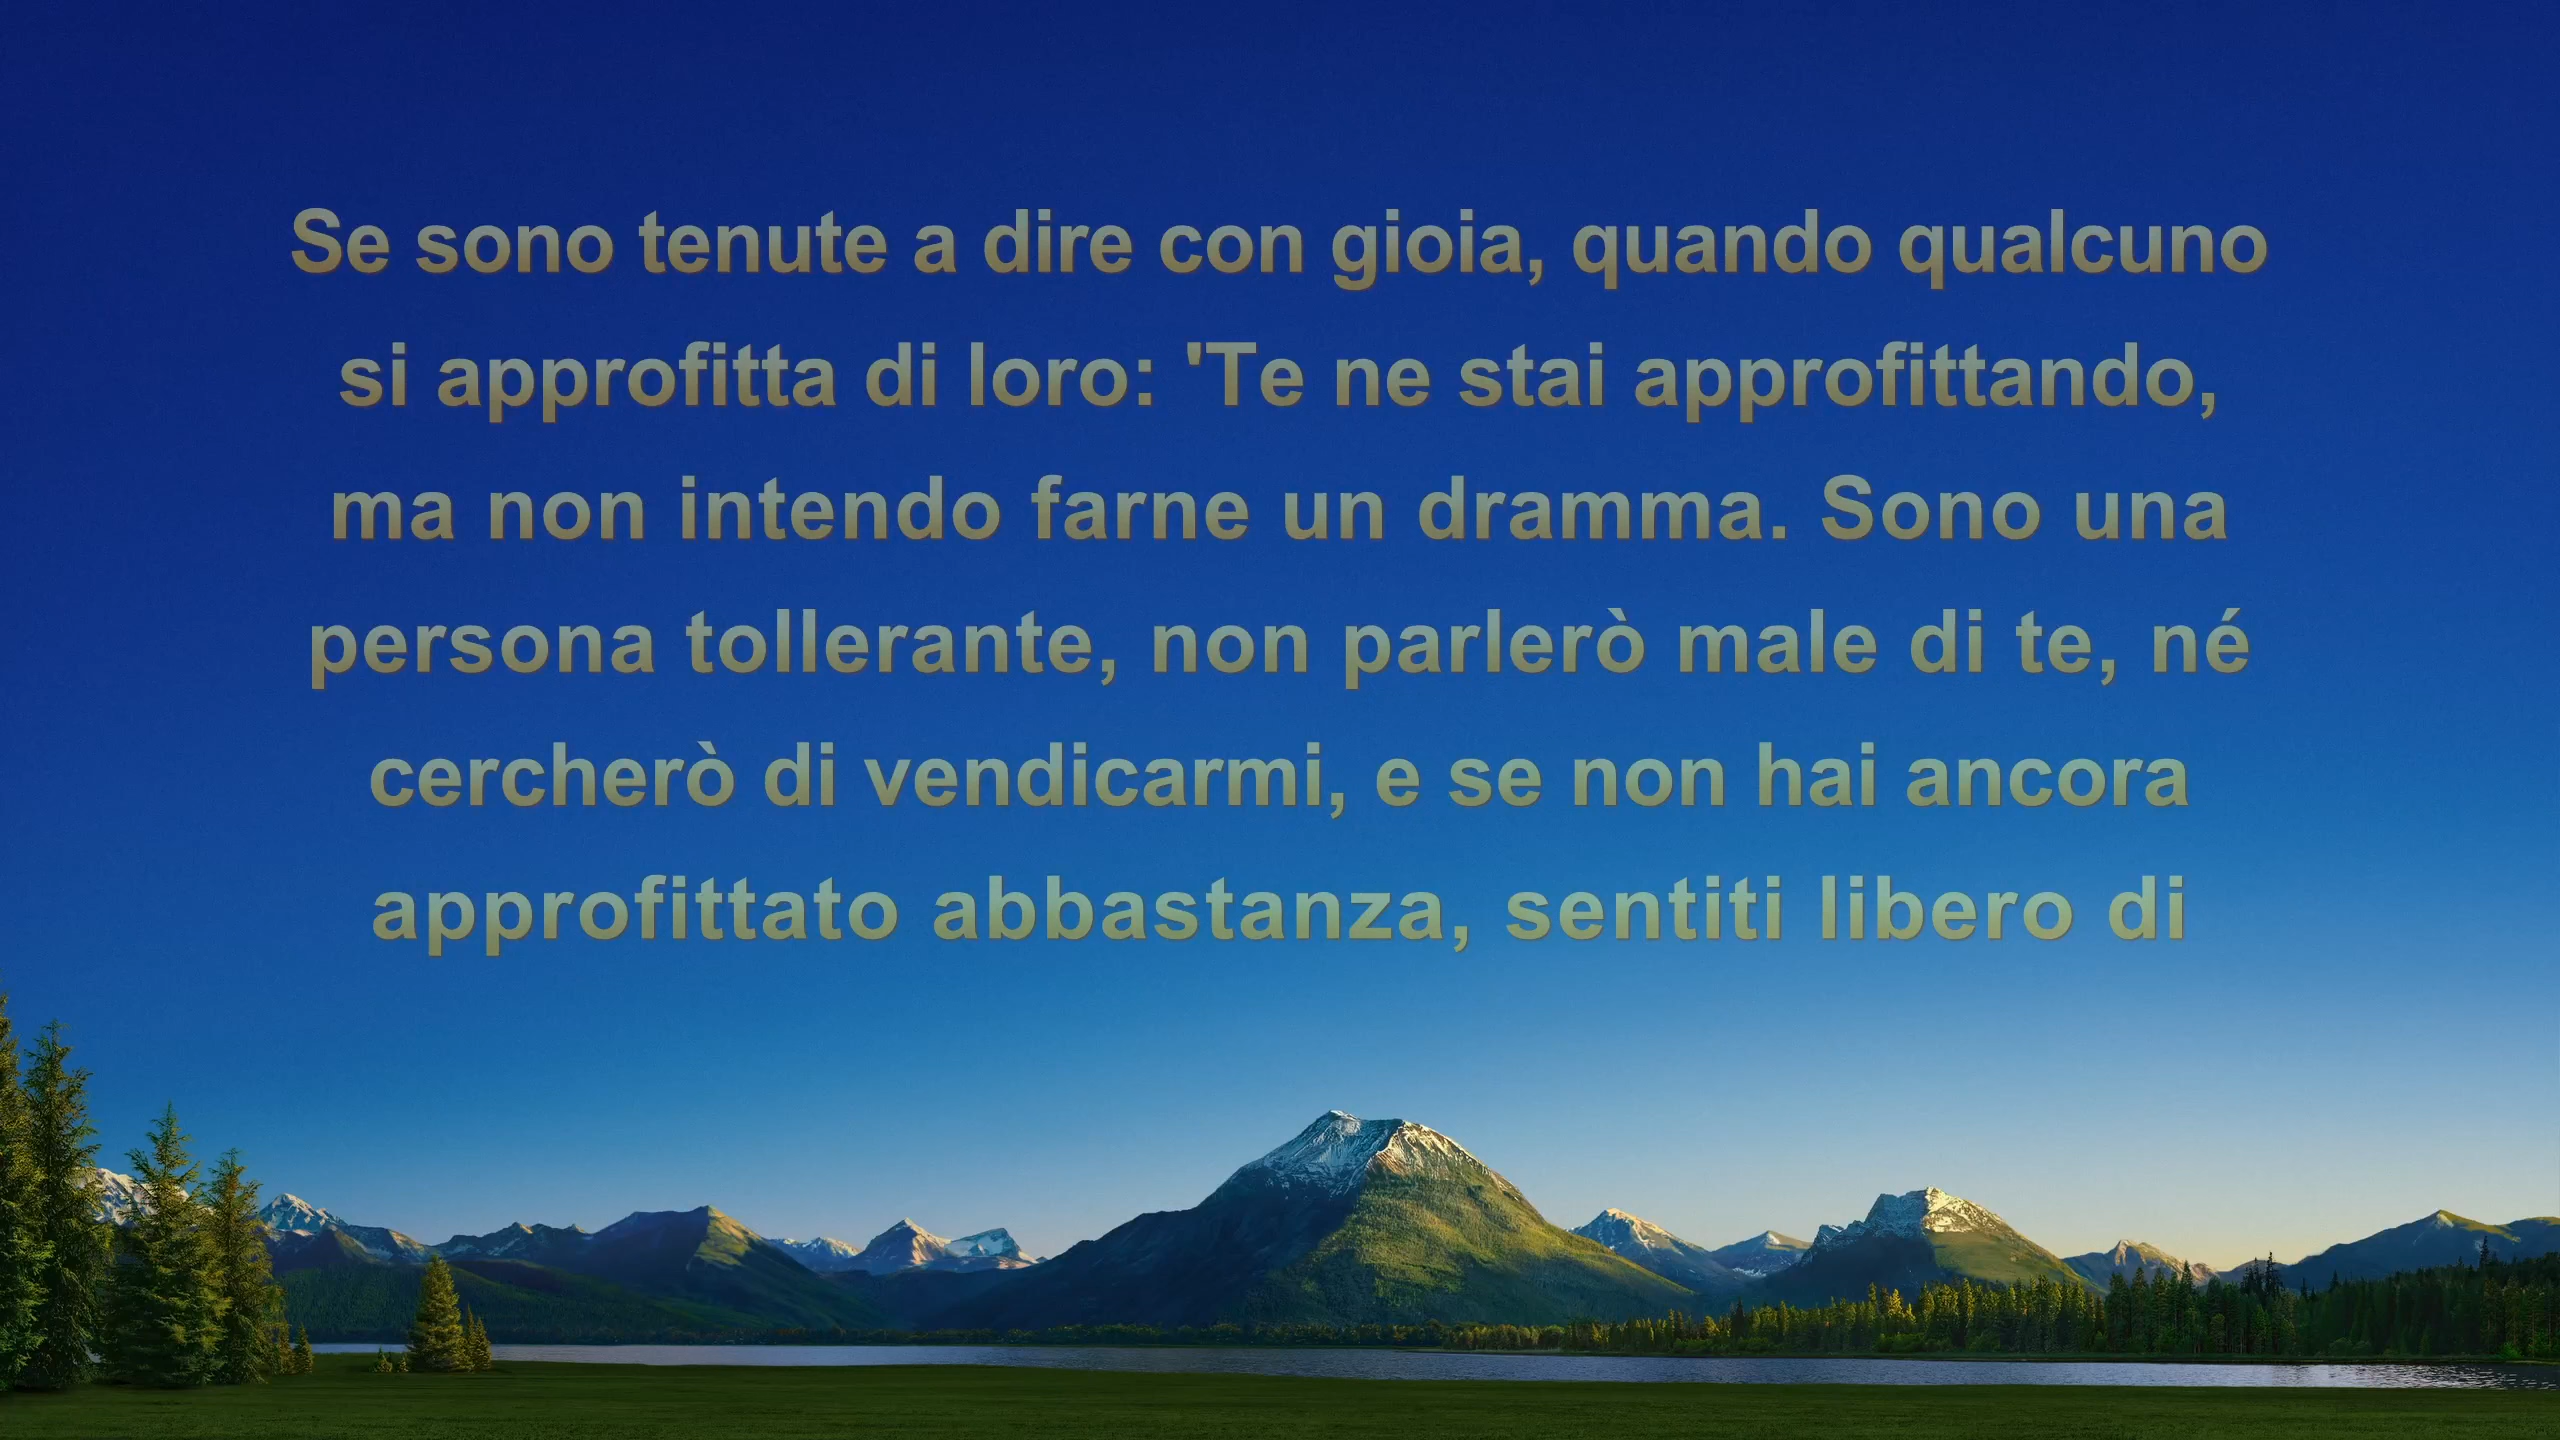 Se sono tenute a dire con gioia, quando qualcuno
si approfitta di loro: 'Te ne stai approfittando,
ma non intendo farne un dramma. Sono una
persona tollerante, non parlerò male di te, né
cercherò di vendicarmi, e se non hai ancora
approfittato abbastanza, sentiti libero di